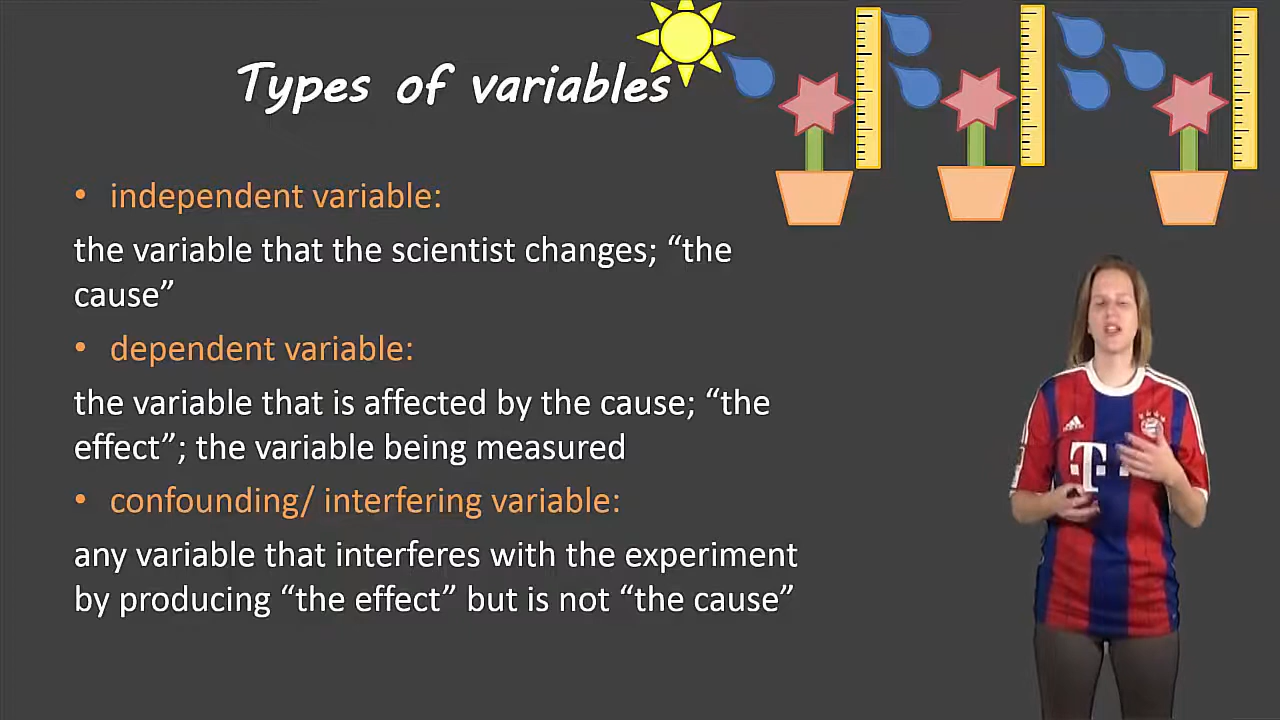 Types of variables
• independent variable:
the variable that the scientist changes; “the
cause”
• dependent variable:
the variable that is affected by the cause; “the
effect”; the variable being measured
• confounding/ interfering variable:
any variable that interferes with the experiment
by producing “the effect” but is not “the cause”
T